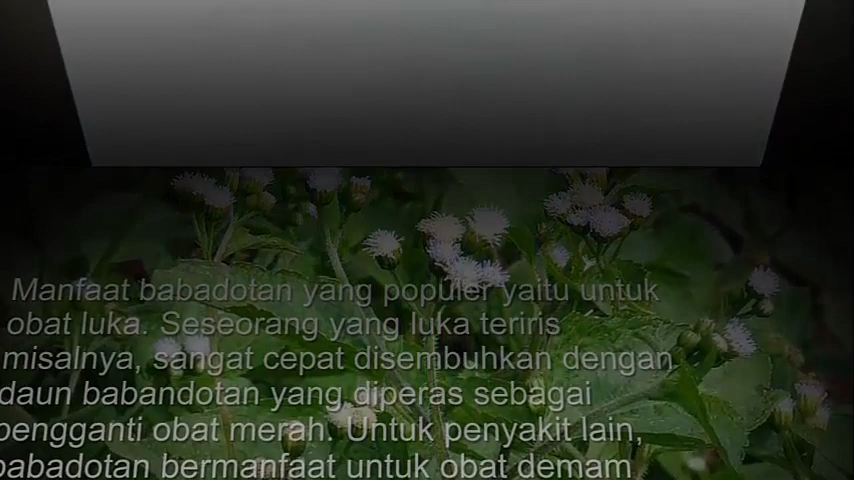 Manfaat babadotan yang populer yaitu untuk
obat luka. Seseorang yang luka teriris
misalnya, sangat cepat disembuhkan dengan
daun babandotan yang diperas sebagai
pengganti obat merah. Untuk penyakit lain,
babadotan bermanfaat untuk obat demam